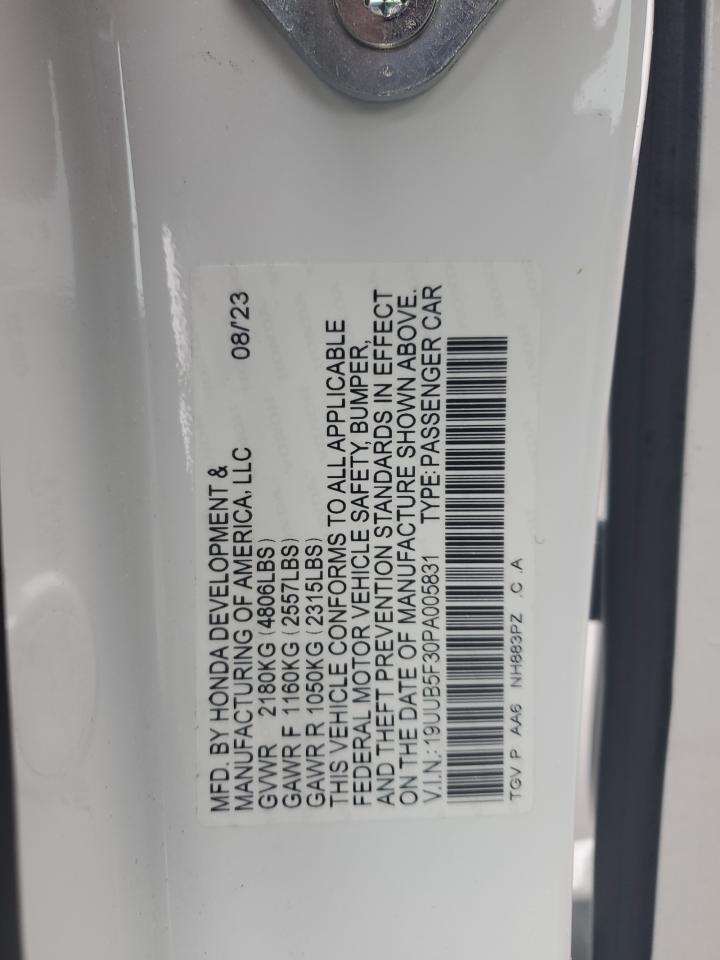 MFD. BY HONDA DEVELOPMENT &
MANUFACTURING OF AMERICA, LLC 08/'23
GVWR 2180KG (4806LBS)
GAWR F 1160KG (2557LBS)
GAWR R 1050KG (2315LBS)
THIS VEHICLE CONFORMS TO ALL APPLICABLE
FEDERAL MOTOR VEHICLE SAFETY, BUMPER,
AND THEFT PREVENTION STANDARDS IN EFFECT
ON THE DATE OF MANUFACTURE SHOWN ABOVE.
V.I.N.: 19UUB5F30PA005831 TYPE: PASSENGER CAR
TGV P AA6 NH883PZ .C .A